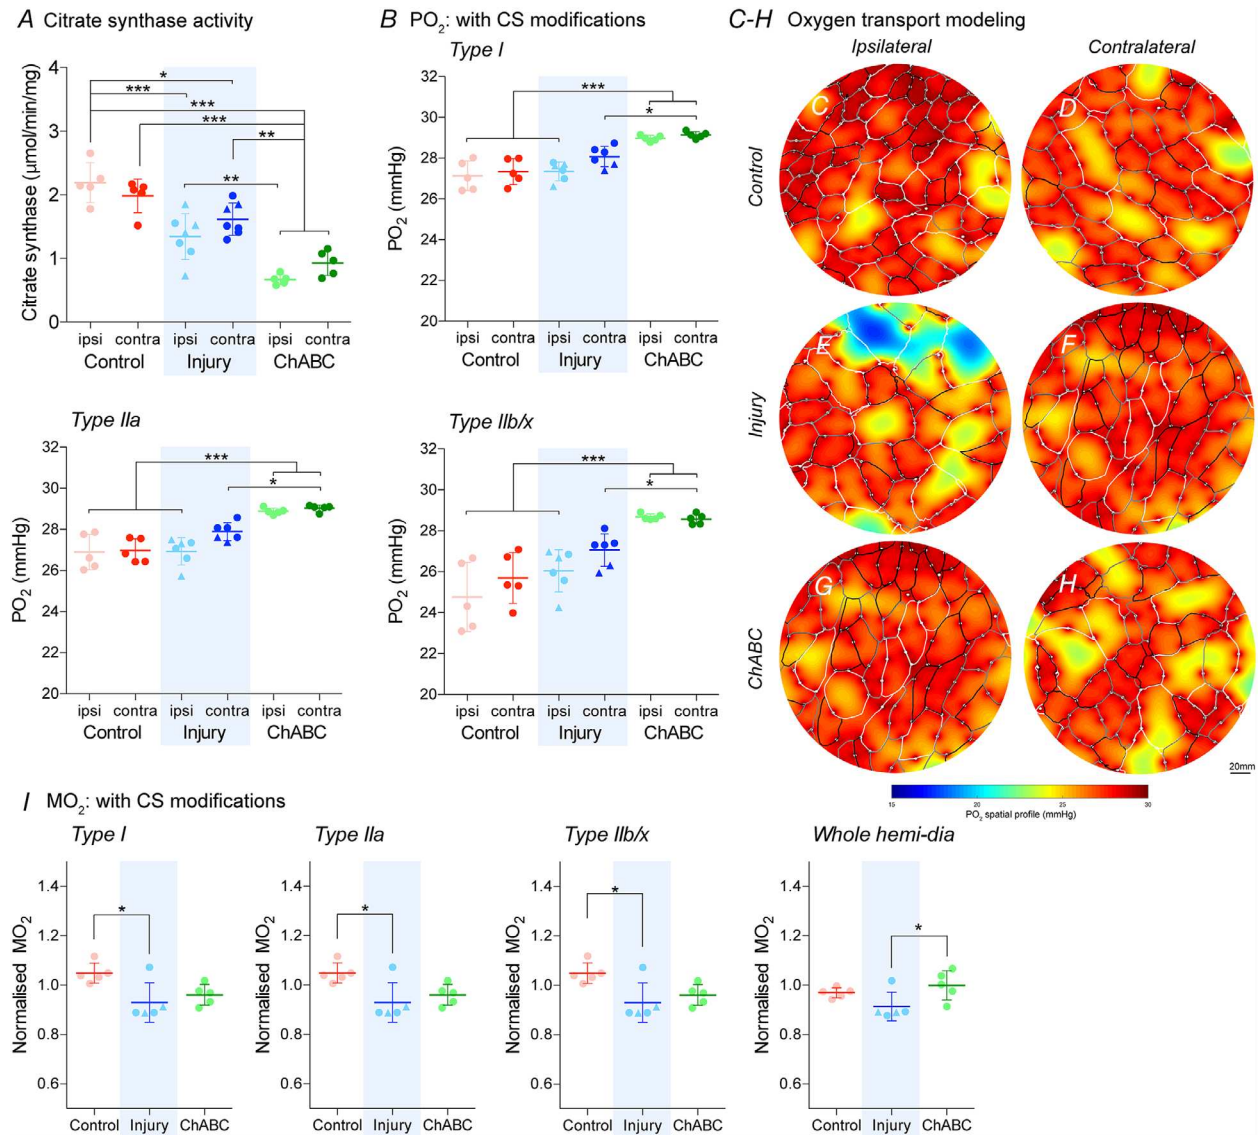 A Citrate synthase activity
Citrate synthase (µmol/min/mg)
4
3
2
1
0
*
***
***
***
**
**
ipsi contra ipsi contra ipsi contra
Control Injury ChABC
B PO2: with CS modifications
Type I
PO2 (mmHg)
32
30
28
26
24
22
20
***
*
ipsi contra ipsi contra ipsi contra
Control Injury ChABC
Type IIa
PO2 (mmHg)
32
30
28
26
24
22
20
***
*
ipsi contra ipsi contra ipsi contra
Control Injury ChABC
Type IIb/x
PO2 (mmHg)
32
30
28
26
24
22
20
***
*
ipsi contra ipsi contra ipsi contra
Control Injury ChABC
C-H Oxygen transport modeling
Ipsilateral Contralateral
Control
C D
Injury
E F
ChABC
G H
20mm
15 20 25 30
PO2 spatial profile (mmHg)
I MO2: with CS modifications
Type I
Normalised MO2
1.4
1.2
1.0
0.8
0.6
*
Control Injury ChABC
Type IIa
Normalised MO2
1.4
1.2
1.0
0.8
0.6
*
Control Injury ChABC
Type IIb/x
Normalised MO2
1.4
1.2
1.0
0.8
0.6
*
Control Injury ChABC
Whole hemi-dia
Normalised MO2
1.4
1.2
1.0
0.8
0.6
*
Control Injury ChABC